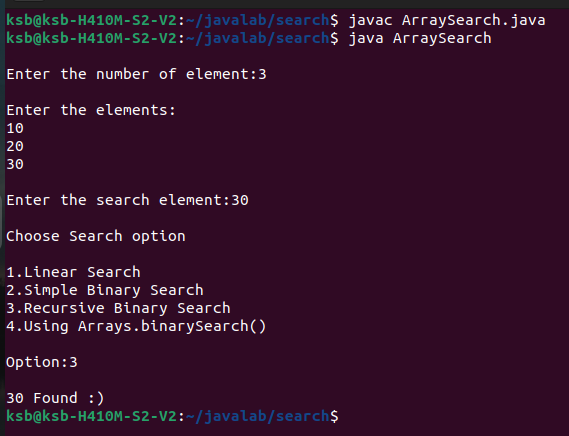 ksb@ksb-H410M-S2-V2:~/javalab/search$ javac ArraySearch.java
ksb@ksb-H410M-S2-V2:~/javalab/search$ java ArraySearch
Enter the number of element:3
Enter the elements:
10
20
30
Enter the search element:30
Choose Search option
1.Linear Search
2.Simple Binary Search
3.Recursive Binary Search
4.Using Arrays.binarySearch()
Option:3
30 Found :)
ksb@ksb-H410M-S2-V2:~/javalab/search$